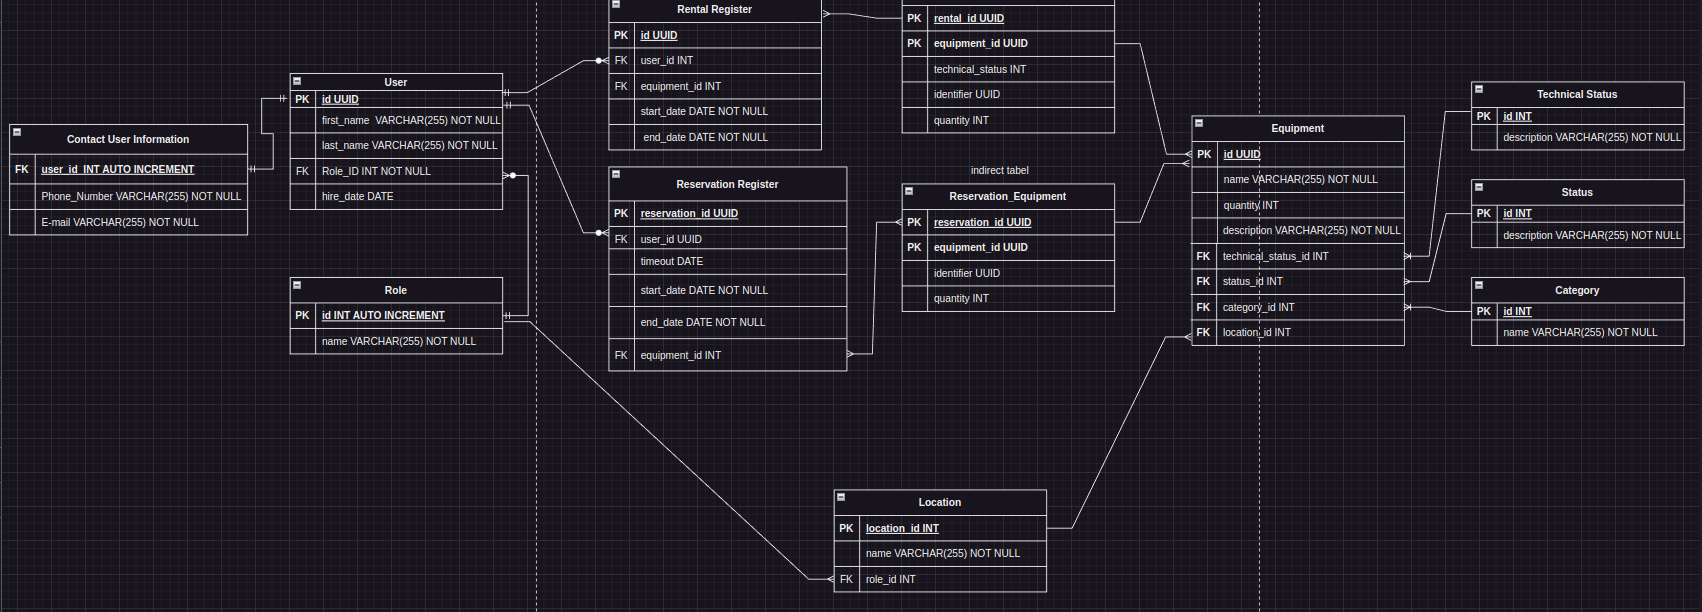 Rental Register
PK id UUID
FK user_id INT
FK equipment_id INT
start_date DATE NOT NULL
end_date DATE NOT NULL
PK rental_id UUID
PK equipment_id UUID
technical_status INT
identifier UUID
quantity INT
User
PK id UUID
first_name VARCHAR(255) NOT NULL
last_name VARCHAR(255) NOT NULL
FK Role_ID INT NOT NULL
hire_date DATE
Contact User Information
FK user_id INT AUTO INCREMENT
Phone_Number VARCHAR(255) NOT NULL
E-mail VARCHAR(255) NOT NULL
Role
PK id INT AUTO INCREMENT
name VARCHAR(255) NOT NULL
Reservation Register
PK reservation_id UUID
FK user_id UUID
timeout DATE
start_date DATE NOT NULL
end_date DATE NOT NULL
FK equipment_id INT
indirect tabel
Reservation_Equipment
PK reservation_id UUID
PK equipment_id UUID
identifier UUID
quantity INT
Equipment
PK id UUID
name VARCHAR(255) NOT NULL
quantity INT
description VARCHAR(255) NOT NULL
FK technical_status_id INT
FK status_id INT
FK category_id INT
FK location_id INT
Technical Status
PK id INT
description VARCHAR(255) NOT NULL
Status
PK id INT
description VARCHAR(255) NOT NULL
Category
PK id INT
name VARCHAR(255) NOT NULL
Location
PK location_id INT
name VARCHAR(255) NOT NULL
FK role_id INT